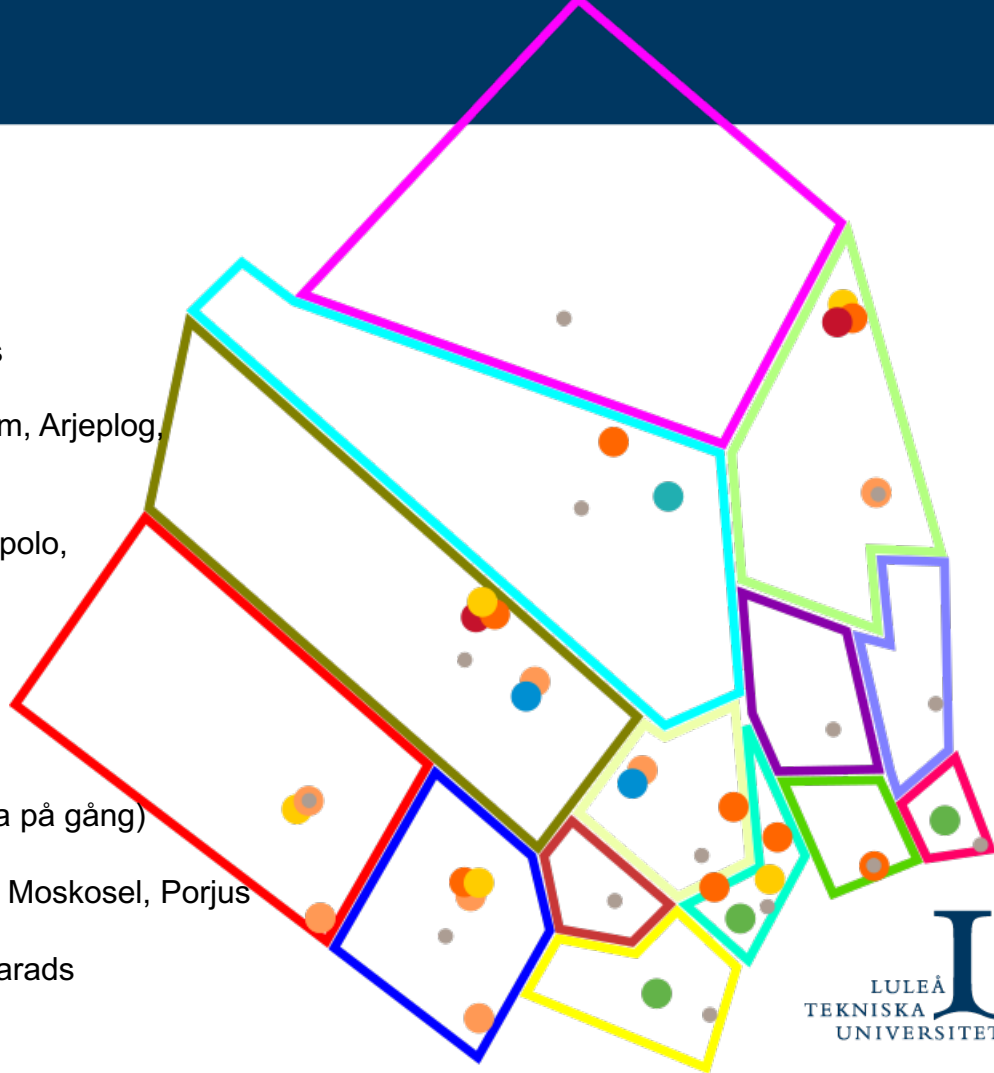 s
m, Arjeplog,
polo,
a på gång)
Moskosel, Porjus
arads
LULEÅ
TEKNISKA
UNIVERSITET